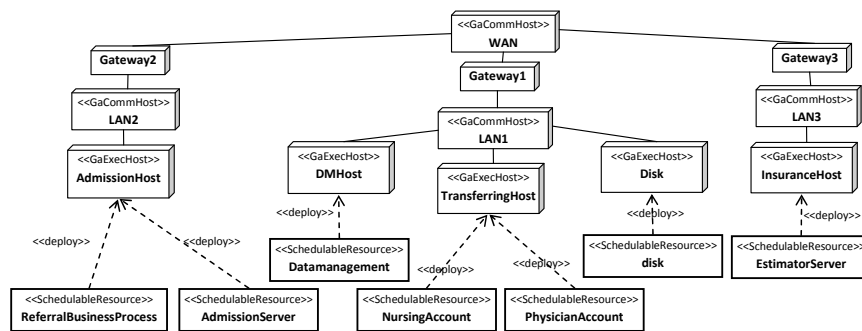 <<GaCommHost>>
WAN
Gateway2
Gateway1
Gateway3
<<GaCommHost>>
LAN2
<<GaCommHost>>
LAN1
<<GaCommHost>>
LAN3
<<GaExecHost>>
AdmissionHost
<<GaExecHost>>
DMHost
<<GaExecHost>>
TransferringHost
<<GaExecHost>>
Disk
<<GaExecHost>>
InsuranceHost
<<deploy>>
<<deploy>>
<<deploy>>
<<deploy>>
<<deploy>>
<<SchedulableResource>>
Datamanagement
<<deploy>>
<<deploy>>
<<SchedulableResource>>
disk
<<SchedulableResource>>
EstimatorServer
<<SchedulableResource>>
ReferralBusinessProcess
<<SchedulableResource>>
AdmissionServer
<<SchedulableResource>>
NursingAccount
<<SchedulableResource>>
PhysicianAccount